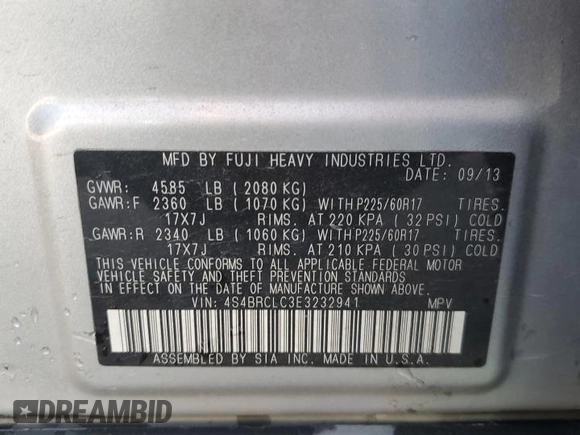 MFD BY FUJI HEAVY INDUSTRIES LTD.
DATE: 09/13
GVWR: 4585 LB ( 2080 KG)
GAWR:F 2360 LB ( 1070 KG) WITH P225/60R17 TIRES.
17X7J RIMS. AT 220 KPA ( 32 PSI) COLD
GAWR:R 2340 LB ( 1060 KG) WITH P225/60R17 TIRES.
17X7J RIMS. AT 210 KPA ( 30 PSI) COLD
THIS VEHICLE CONFORMS TO ALL APPLICABLE FEDERAL MOTOR
VEHICLE SAFETY AND THEFT PREVENTION STANDARDS
IN EFFECT ON THE DATE OF MANUFACTURE SHOWN ABOVE.
VIN: 4S4BRCLC3E3232941 MPV
ASSEMBLED BY SIA INC. MADE IN U.S.A.
DREAMBID